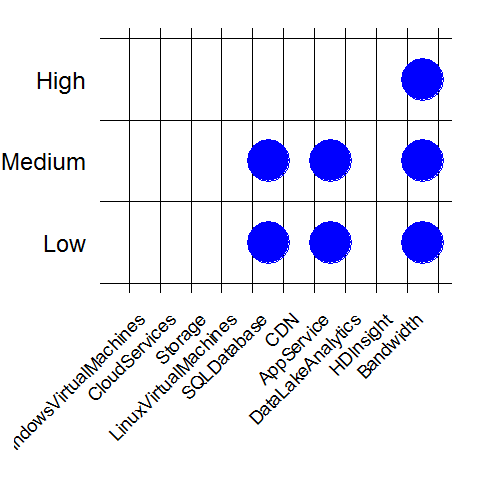 High
Medium
Low
ndowsVirtualMachines
CloudServices
Storage
LinuxVirtualMachines
SQLDatabase
CDN
AppService
DataLakeAnalytics
HDInsight
Bandwidth